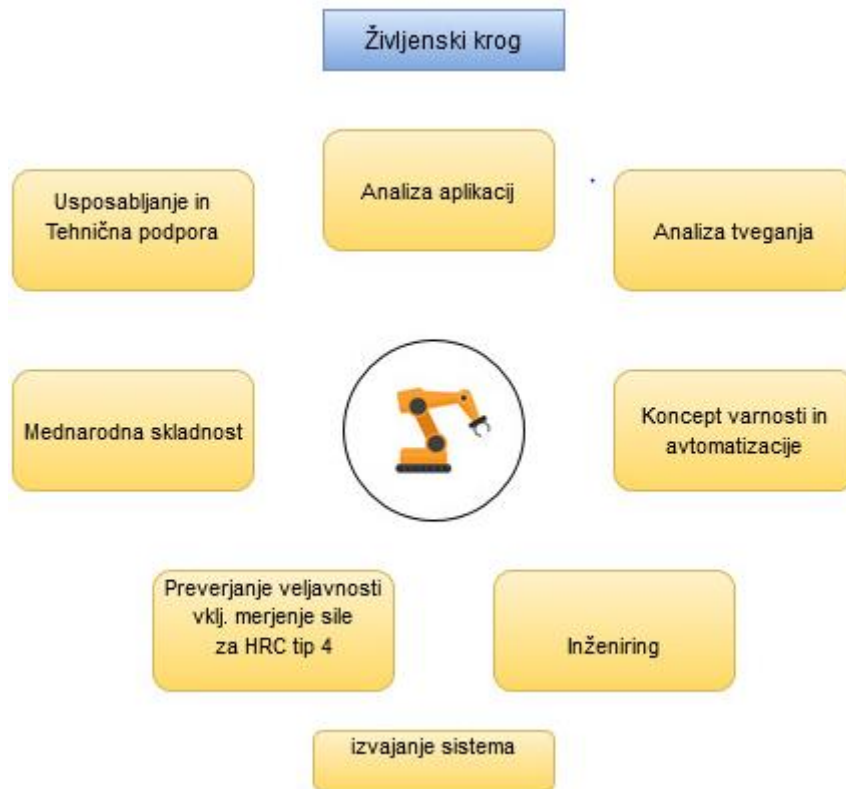 Življenski krog
Analiza aplikacij
Usposabljanje in
Tehnična podpora
Analiza tveganja
Mednarodna skladnost
Koncept varnosti in
avtomatizacije
Preverjanje veljavnosti
vklj. merjenje sile
za HRC tip 4
Inženiring
izvajanje sistema